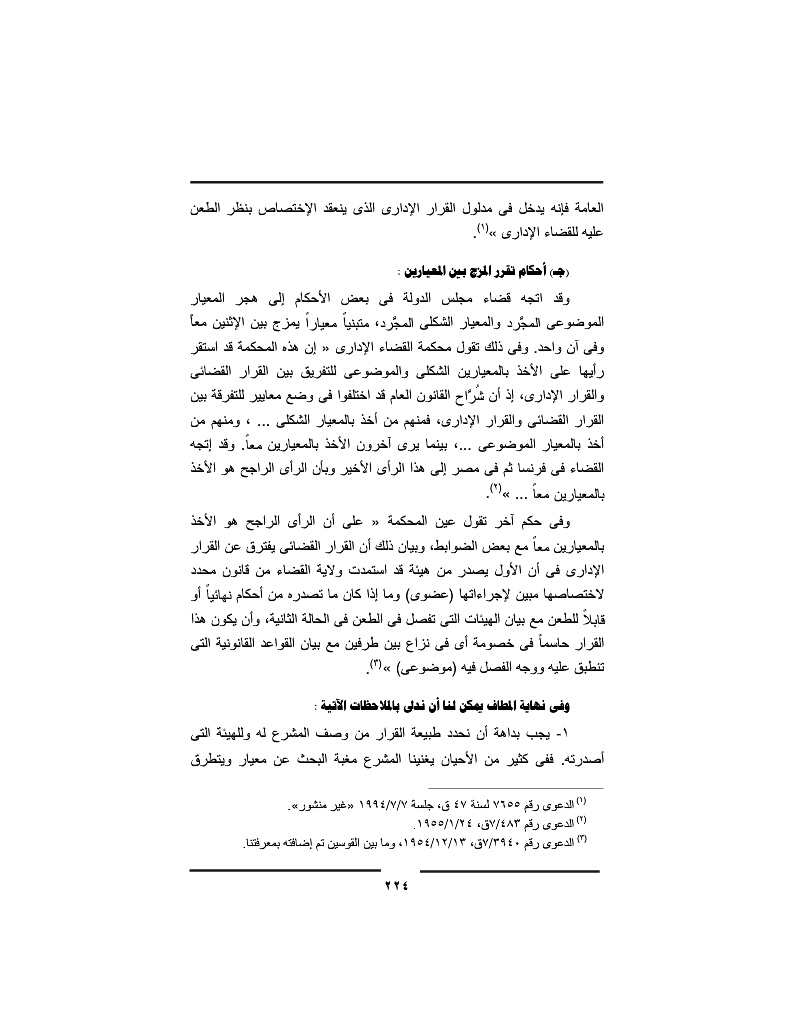 العامة فإنه يدخل فى مدلول القرار الإدارى الذى ينعقد الإختصاص بنظر الطعن
عليه للقضاء الإدارى »(١).
(جـ) أحكام تقرر المزج بين المعيارين :
وقد اتجه قضاء مجلس الدولة فى بعض الأحكام إلى هجر المعيار
الموضوعى المجَّرد والمعيار الشكلى المجَّرد، متبنياً معياراً يمزج بين الإثنين معاً
وفى آن واحد. وفى ذلك تقول محكمة القضاء الإدارى « إن هذه المحكمة قد استقر
رأيها على الأخذ بالمعيارين الشكلى والموضوعى للتفريق بين القرار القضائى
والقرار الإدارى، إذ أن شُرَّاح القانون العام قد اختلفوا فى وضع معايير للتفرقة بين
القرار القضائى والقرار الإدارى، فمنهم من أخذ بالمعيار الشكلى ... ، ومنهم من
أخذ بالمعيار الموضوعى ...، بينما يرى آخرون الأخذ بالمعيارين معاً. وقد إتجه
القضاء فى فرنسا ثم فى مصر إلى هذا الرأى الأخير وبأن الرأى الراجح هو الأخذ
بالمعيارين معاً ... »(٢).
وفى حكم آخر تقول عين المحكمة « على أن الرأى الراجح هو الأخذ
بالمعيارين معاً مع بعض الضوابط، وبيان ذلك أن القرار القضائى يفترق عن القرار
الإدارى فى أن الأول يصدر من هيئة قد استمدت ولاية القضاء من قانون محدد
لاختصاصها مبين لإجراءاتها (عضوى) وما إذا كان ما تصدره من أحكام نهائياً أو
قابلاً للطعن مع بيان الهيئات التى تفصل فى الطعن فى الحالة الثانية، وأن يكون هذا
القرار حاسماً فى خصومة أى فى نزاع بين طرفين مع بيان القواعد القانونية التى
تنطبق عليه ووجه الفصل فيه (موضوعى) »(٣).
وفى نهاية المطاف يمكن لنا أن ندلى بالملاحظات الآتية :
١- يجب بداهة أن نحدد طبيعة القرار من وصف المشرع له وللهيئة التى
أصدرته. ففى كثير من الأحيان يغنينا المشرع مغبة البحث عن معيار ويتطرق
(١) الدعوى رقم ٧٦٥٥ لسنة ٤٧ ق، جلسة ١٩٩٤/٧/٧ «غير منشور».
(٢) الدعوى رقم ٧/٤٨٣ق، ١٩٥٥/١/٢٤.
(٣) الدعوى رقم ٧/٣٩٤٠ق، ١٩٥٤/١٢/١٣، وما بين القوسين تم إضافته بمعرفتنا.
٢٢٤